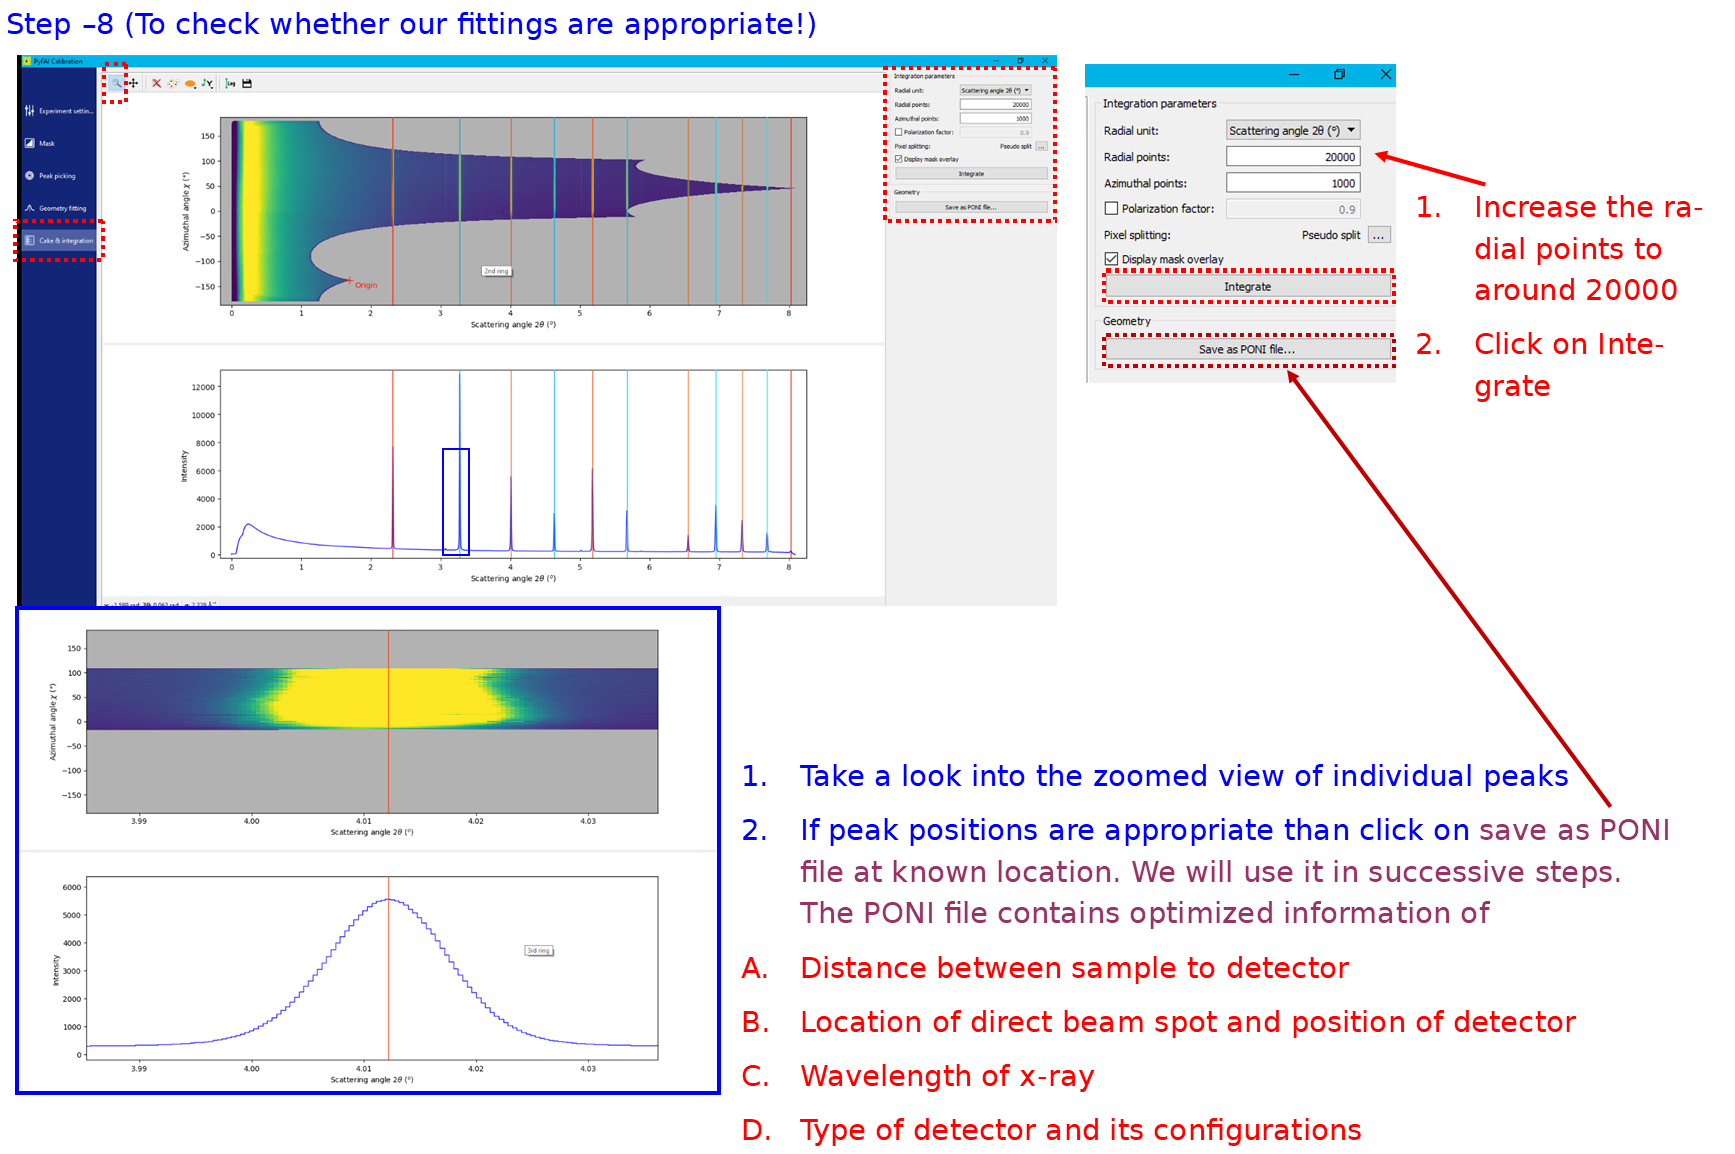 Step –8 (To check whether our fittings are appropriate!)
PyFAI Calibration
Experiment settin...
Mask
Peak picking
Geometry fitting
Cake & integration
Azimuthal angle χ (°)
150
100
50
0
−50
−100
−150
2nd ring
Origin
0 1 2 3 4 5 6 7 8
Scattering angle 2θ (°)
Intensity
12000
10000
8000
6000
4000
2000
0
0 1 2 3 4 5 6 7 8
Scattering angle 2θ (°)
Integration parameters
Radial unit: Scattering angle 2θ (°)
Radial points: 20000
Azimuthal points: 1000
Polarization factor: 0.9
Pixel splitting: Pseudo split ...
Display mask overlay
Integrate
Geometry
Save as PONI file...
Integration parameters
Radial unit: Scattering angle 2θ (°)
Radial points: 20000
Azimuthal points: 1000
Polarization factor: 0.9
Pixel splitting: Pseudo split ...
Display mask overlay
Integrate
Geometry
Save as PONI file...
1. Increase the ra-
dial points to
around 20000
2. Click on Inte-
grate
Azimuthal angle χ (°)
150
100
50
0
−50
−100
−150
3.99 4.00 4.01 4.02 4.03
Scattering angle 2θ (°)
Intensity
6000
5000
4000
3000
2000
1000
0
3rd ring
3.99 4.00 4.01 4.02 4.03
Scattering angle 2θ (°)
1. Take a look into the zoomed view of individual peaks
2. If peak positions are appropriate than click on save as PONI
file at known location. We will use it in successive steps.
The PONI file contains optimized information of
A. Distance between sample to detector
B. Location of direct beam spot and position of detector
C. Wavelength of x-ray
D. Type of detector and its configurations